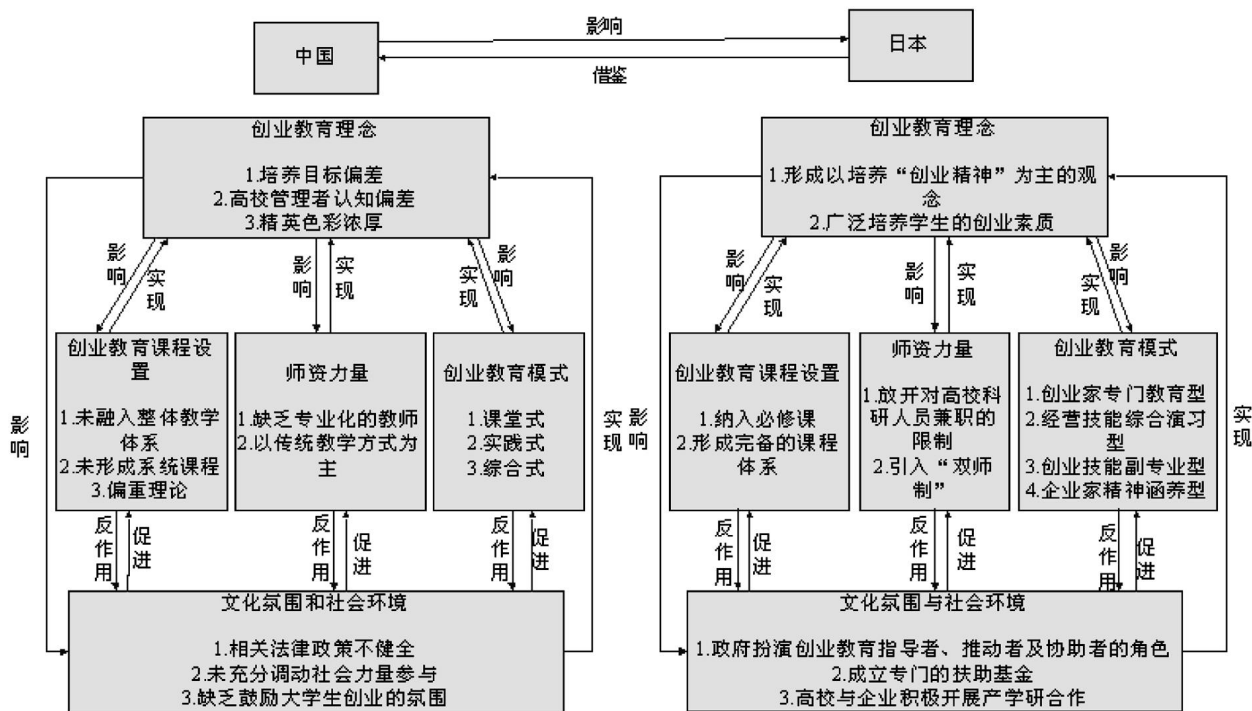 影响
中国
日本
借鉴
创业教育理念
1.培养目标偏差
2.高校管理者认知偏差
3.精英色彩浓厚
影响
实现
影响
实现
影响
实现
创业教育课程设
置
1.未融入整体教学
体系
2.未形成系统课程
3.偏重理论
师资力量
1.缺乏专业化的教师
2.以传统教学方式为
主
创业教育模式
1.课堂式
2.实践式
3.综合式
影响
实现
反作用
促进
反作用
促进
反作用
促进
文化氛围和社会环境
1.相关法律政策不健全
2.未充分调动社会力量参与
3.缺乏鼓励大学生创业的氛围
创业教育理念
1.形成以培养“创业精神”为主的观
念
2.广泛培养学生的创业素质
影响
实现
影响
实现
实现
影响
创业教育课程设置
1.纳入必修课
2.形成完备的课程
体系
师资力量
1.放开对高校科
研人员兼职的
限制
2.引入“双师
制”
创业教育模式
1.创业家专门教育型
2.经营技能综合演习
型
3.创业技能副专业型
4.企业家精神涵养型
影响
实现
反作用
促进
反作用
促进
反作用
促进
文化氛围与社会环境
1.政府扮演创业教育指导者、推动者及协助者的角色
2.成立专门的扶助基金
3.高校与企业积极开展产学研合作